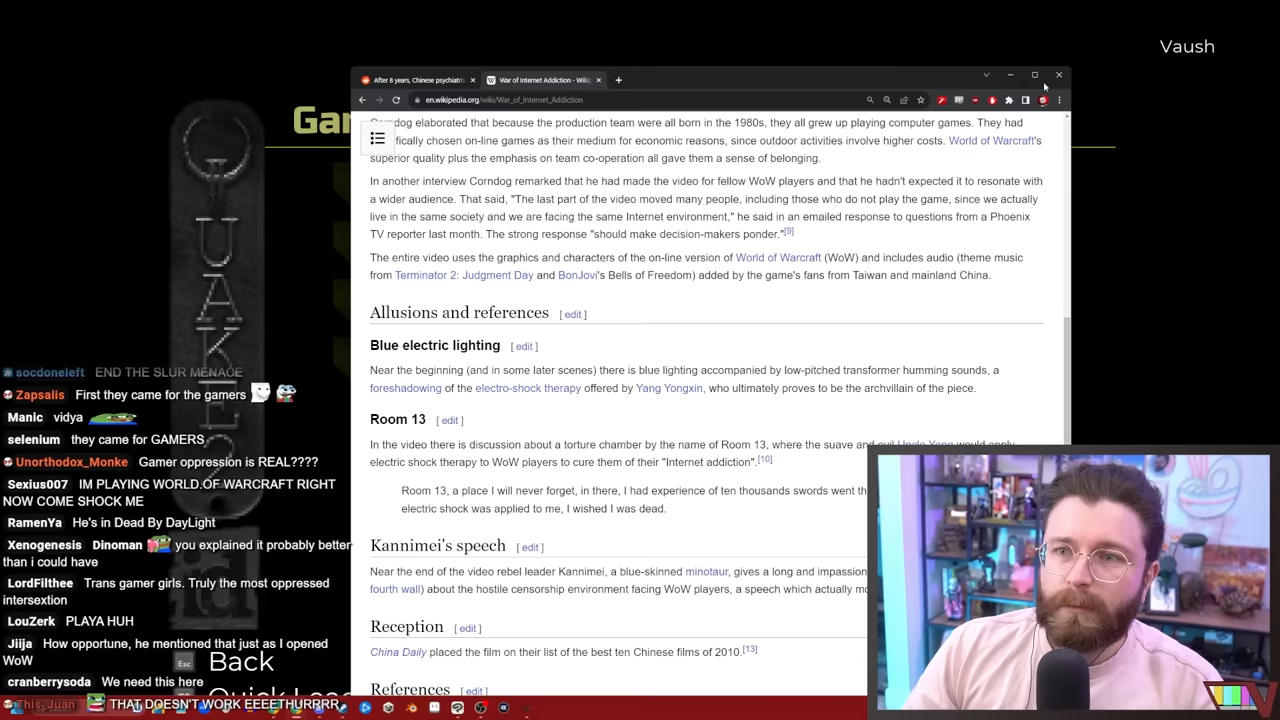 Vaush
After 8 years, Chinese psychiatri
War of Internet Addiction - Wiki
en.wikipedia.org/wiki/War_of_Internet_Addiction
Gar
QUAKE2
Corndog elaborated that because the production team were all born in the 1980s, they all grew up playing computer games. They had
fically chosen on-line games as their medium for economic reasons, since outdoor activities involve higher costs. World of Warcraft's
superior quality plus the emphasis on team co-operation all gave them a sense of belonging.
In another interview Corndog remarked that he had made the video for fellow WoW players and that he hadn't expected it to resonate with
a wider audience. That said, "The last part of the video moved many people, including those who do not play the game, since we actually
live in the same society and we are facing the same Internet environment," he said in an emailed response to questions from a Phoenix
TV reporter last month. The strong response "should make decision-makers ponder."[9]
The entire video uses the graphics and characters of the on-line version of World of Warcraft (WoW) and includes audio (theme music
from Terminator 2: Judgment Day and BonJovi's Bells of Freedom) added by the game's fans from Taiwan and mainland China.
Allusions and references [ edit ]
Blue electric lighting [ edit ]
Near the beginning (and in some later scenes) there is blue lighting accompanied by low-pitched transformer humming sounds, a
foreshadowing of the electro-shock therapy offered by Yang Yongxin, who ultimately proves to be the archvillain of the piece.
Room 13 [ edit ]
In the video there is discussion about a torture chamber by the name of Room 13, where the suave and evil Uncle Yang would apply
electric shock therapy to WoW players to cure them of their "Internet addiction".[10]
Room 13, a place I will never forget, in there, I had experience of ten thousands swords went th
electric shock was applied to me, I wished I was dead.
Kannimei's speech [ edit ]
Near the end of the video rebel leader Kannimei, a blue-skinned minotaur, gives a long and impassion
fourth wall) about the hostile censorship environment facing WoW players, a speech which actually mo
Reception [ edit ]
China Daily placed the film on their list of the best ten Chinese films of 2010.[13]
References [ edit ]
socdoneleft END THE SLUR MENACE
Zapsalis First they came for the gamers
Manic vidya
selenium they came for GAMERS
Unorthodox_Monke Gamer oppression is REAL????
Sexius007 IM PLAYING WORLD OF WARCRAFT RIGHT
NOW COME SHOCK ME
RamenYa He's in Dead By DayLight
Xenogenesis Dinoman you explained it probably better
than i could have
LordFilthee Trans gamer girls. Truly the most oppressed
intersextion
LouZerk PLAYA HUH
Jiija How opportune, he mentioned that just as I opened
WoW
cranberrysoda We need this here
This, Juan THAT DOESN'T WORK EEEETHURRRR
Esc Back
Quick Load